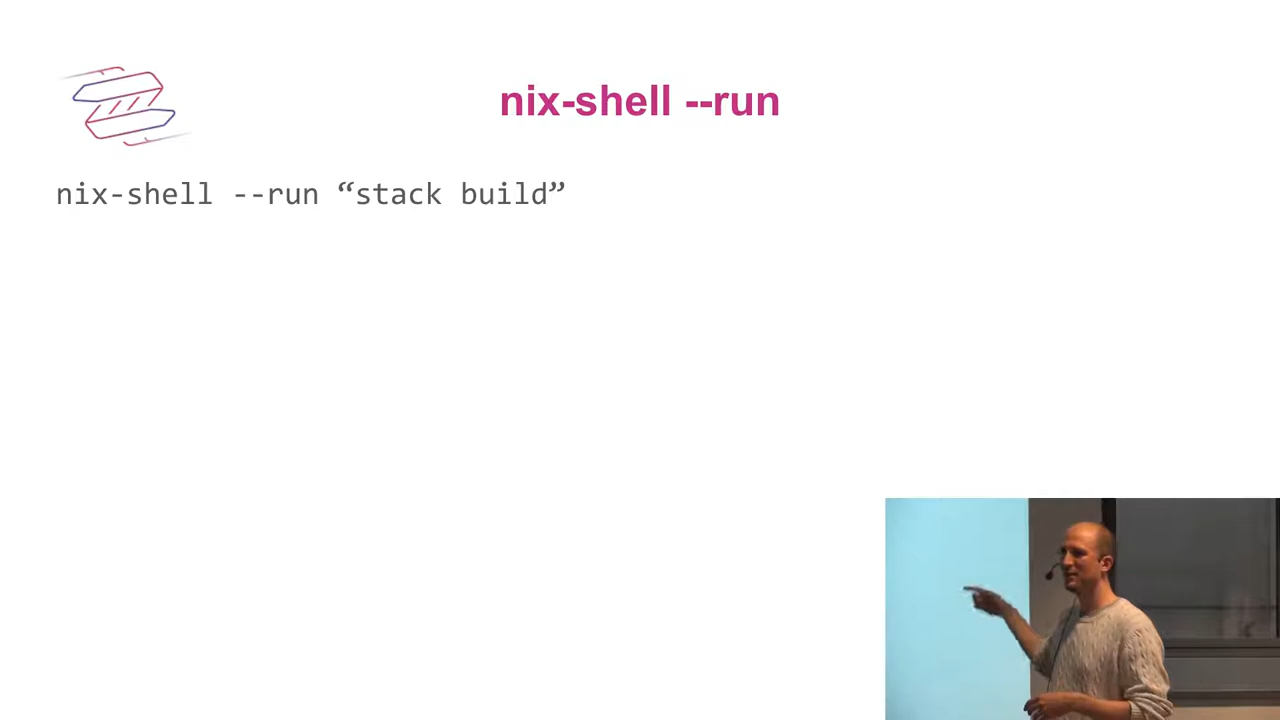 nix-shell --run
nix-shell --run “stack build”